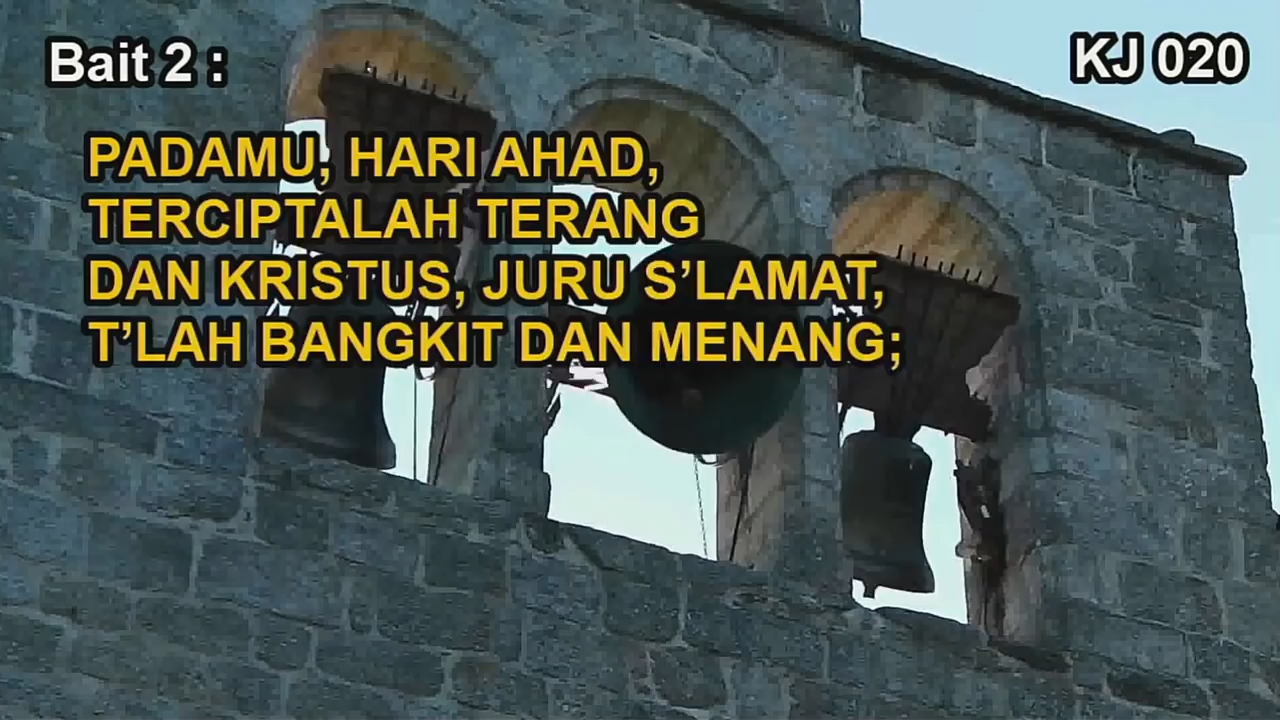 Bait 2 :
KJ 020
PADAMU, HARI AHAD,
TERCIPTALAH TERANG
DAN KRISTUS, JURU S'LAMAT,
T'LAH BANGKIT DAN MENANG;